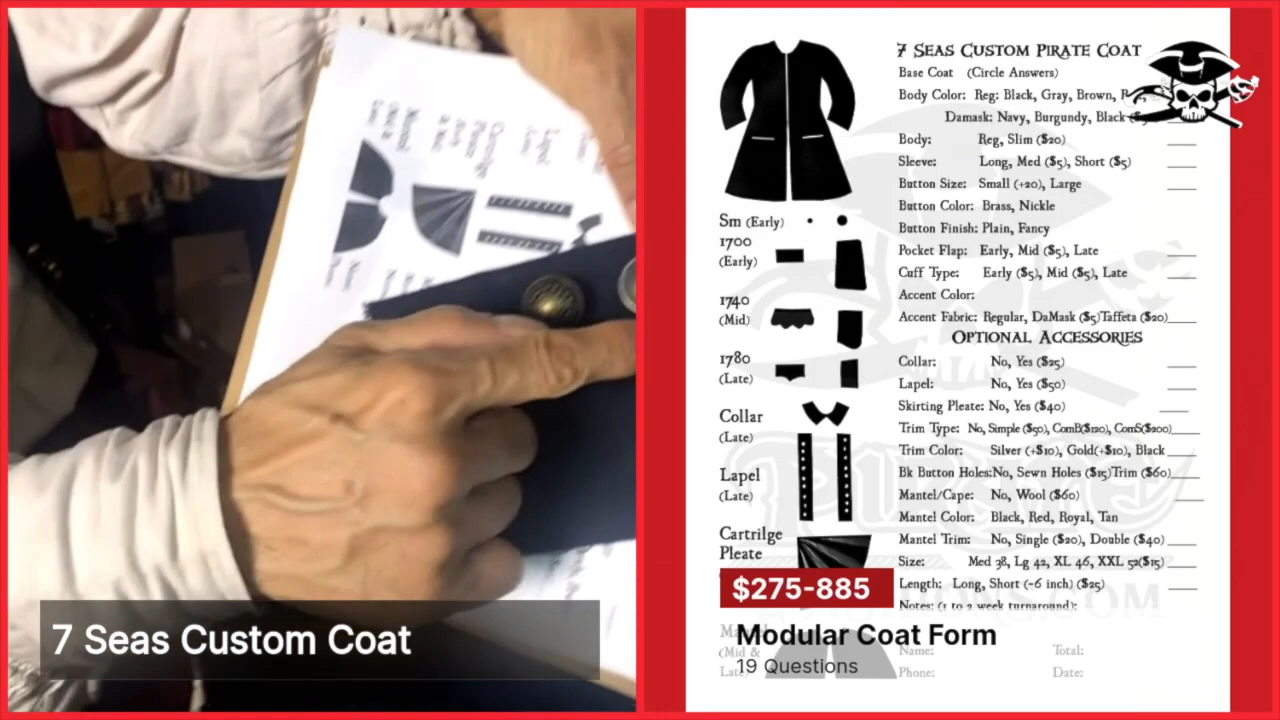 7 Seas Custom Coat
7 Seas Custom Pirate Coat
Base Coat (Circle Answers)
Body Color: Reg: Black, Gray, Brown,
Damask: Navy, Burgundy, Black
Body: Reg, Slim ($20)
Sleeve: Long, Med ($5), Short ($5)
Button Size: Small (+20), Large
Button Color: Brass, Nickle
Button Finish: Plain, Fancy
Pocket Flap: Early, Mid ($5), Late
Cuff Type: Early ($5), Mid ($5), Late
Accent Color:
Accent Fabric: Regular, DaMask ($5)Taffeta ($20)
Optional Accessories
Collar: No, Yes ($25)
Lapel: No, Yes ($50)
Skirting Pleate: No, Yes ($40)
Trim Type: No, Simple ($50), ComB($120), ComS($200)
Trim Color: Silver (+$10), Gold(+$10), Black
Bk Button Holes:No, Sewn Holes ($15)Trim ($60)
Mantel/Cape: No, Wool ($60)
Mantel Color: Black, Red, Royal, Tan
Mantel Trim: No, Single ($20), Double ($40)
Size: Med 38, Lg 42, XL 46, XXL 52($15)
Length: Long, Short (-6 inch) ($25)
Notes: (1 to 2 week turnaround):
Name: Total:
Phone: Date:
Sm (Early)
1700
(Early)
1740
(Mid)
1780
(Late)
Collar
(Late)
Lapel
(Late)
Cartrilge
Pleate
$275-885
Modular Coat Form
19 Questions
(Mid &
Late)